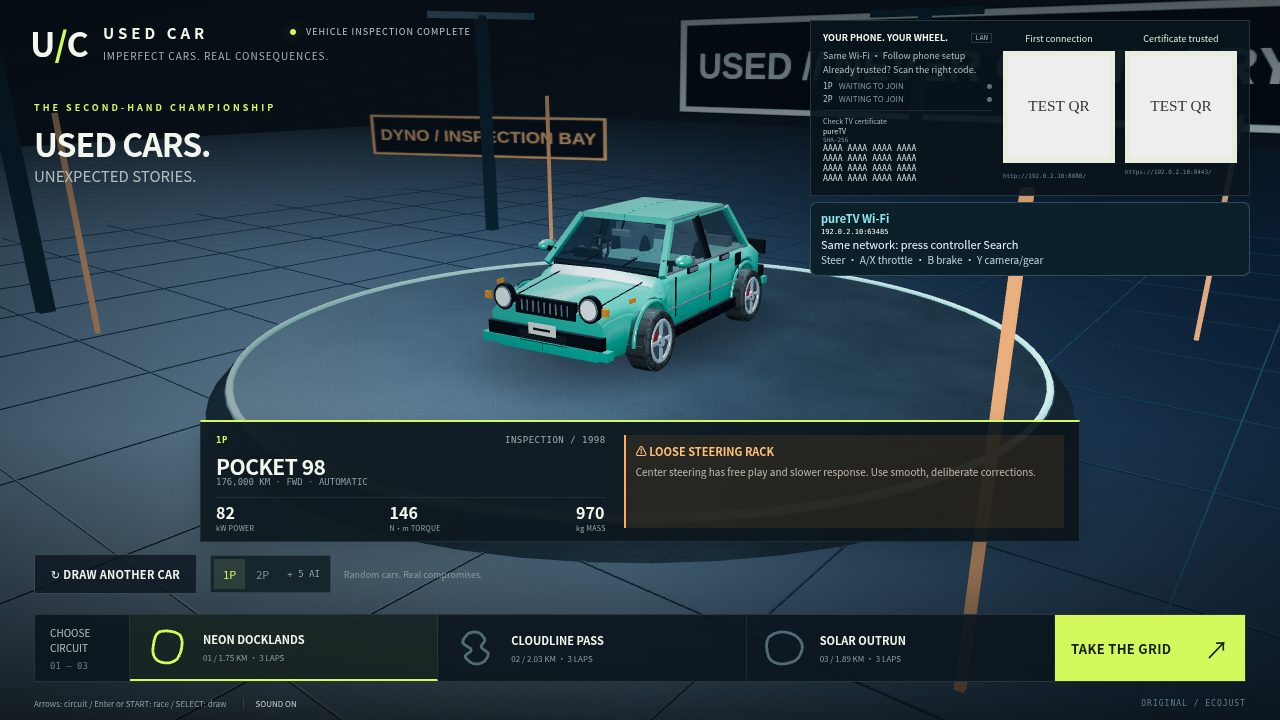 U/C
USED CAR
IMPERFECT CARS. REAL CONSEQUENCES.
VEHICLE INSPECTION COMPLETE
THE SECOND-HAND CHAMPIONSHIP
USED CARS.
UNEXPECTED STORIES.
DYNO / INSPECTION BAY
USED /
YOUR PHONE. YOUR WHEEL.
LAN
Same Wi-Fi • Follow phone setup
Already trusted? Scan the right code.
1P WAITING TO JOIN
2P WAITING TO JOIN
Check TV certificate
pureTV
SHA-256
AAAA AAAA AAAA AAAA
AAAA AAAA AAAA AAAA
AAAA AAAA AAAA AAAA
AAAA AAAA AAAA AAAA
First connection
TEST QR
http://192.0.2.10:8080/
Certificate trusted
TEST QR
https://192.0.2.10:8443/
pureTV Wi-Fi
192.0.2.10:63485
Same network: press controller Search
Steer • A/X throttle • B brake • Y camera/gear
1P
INSPECTION / 1998
POCKET 98
176,000 KM · FWD · AUTOMATIC
82
kW POWER
146
N·m TORQUE
970
kg MASS
⚠ LOOSE STEERING RACK
Center steering has free play and slower response. Use smooth, deliberate corrections.
↻ DRAW ANOTHER CAR
1P
2P
+ 5 AI
Random cars. Real compromises.
CHOOSE
CIRCUIT
01 — 03
NEON DOCKLANDS
01 / 1.75 KM • 3 LAPS
CLOUDLINE PASS
02 / 2.03 KM • 3 LAPS
SOLAR OUTRUN
03 / 1.89 KM • 3 LAPS
TAKE THE GRID ↗
Arrows: circuit / Enter or START: race / SELECT: draw
SOUND ON
ORIGINAL / ECOJUST